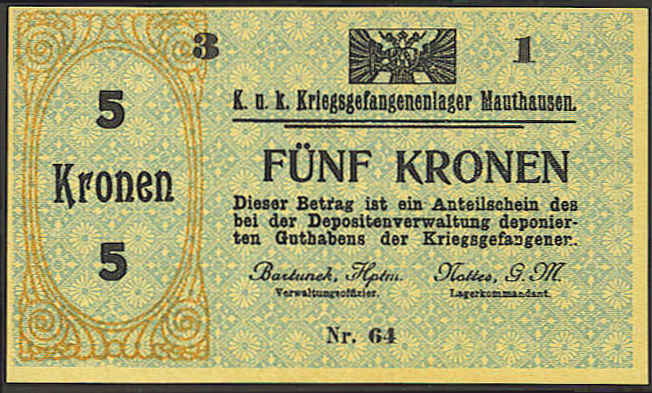 5
Kronen
5
3
1
K. u. k. Kriegsgefangenenlager Mauthausen.
FÜNF KRONEN
Dieser Betrag ist ein Anteilschein des
bei der Depositenverwaltung deponier-
ten Guthabens der Kriegsgefangener.
Bartunek, Hptm.
Verwaltungsoffizier.
Nottes, G. M.
Lagerkommandant.
Nr. 64